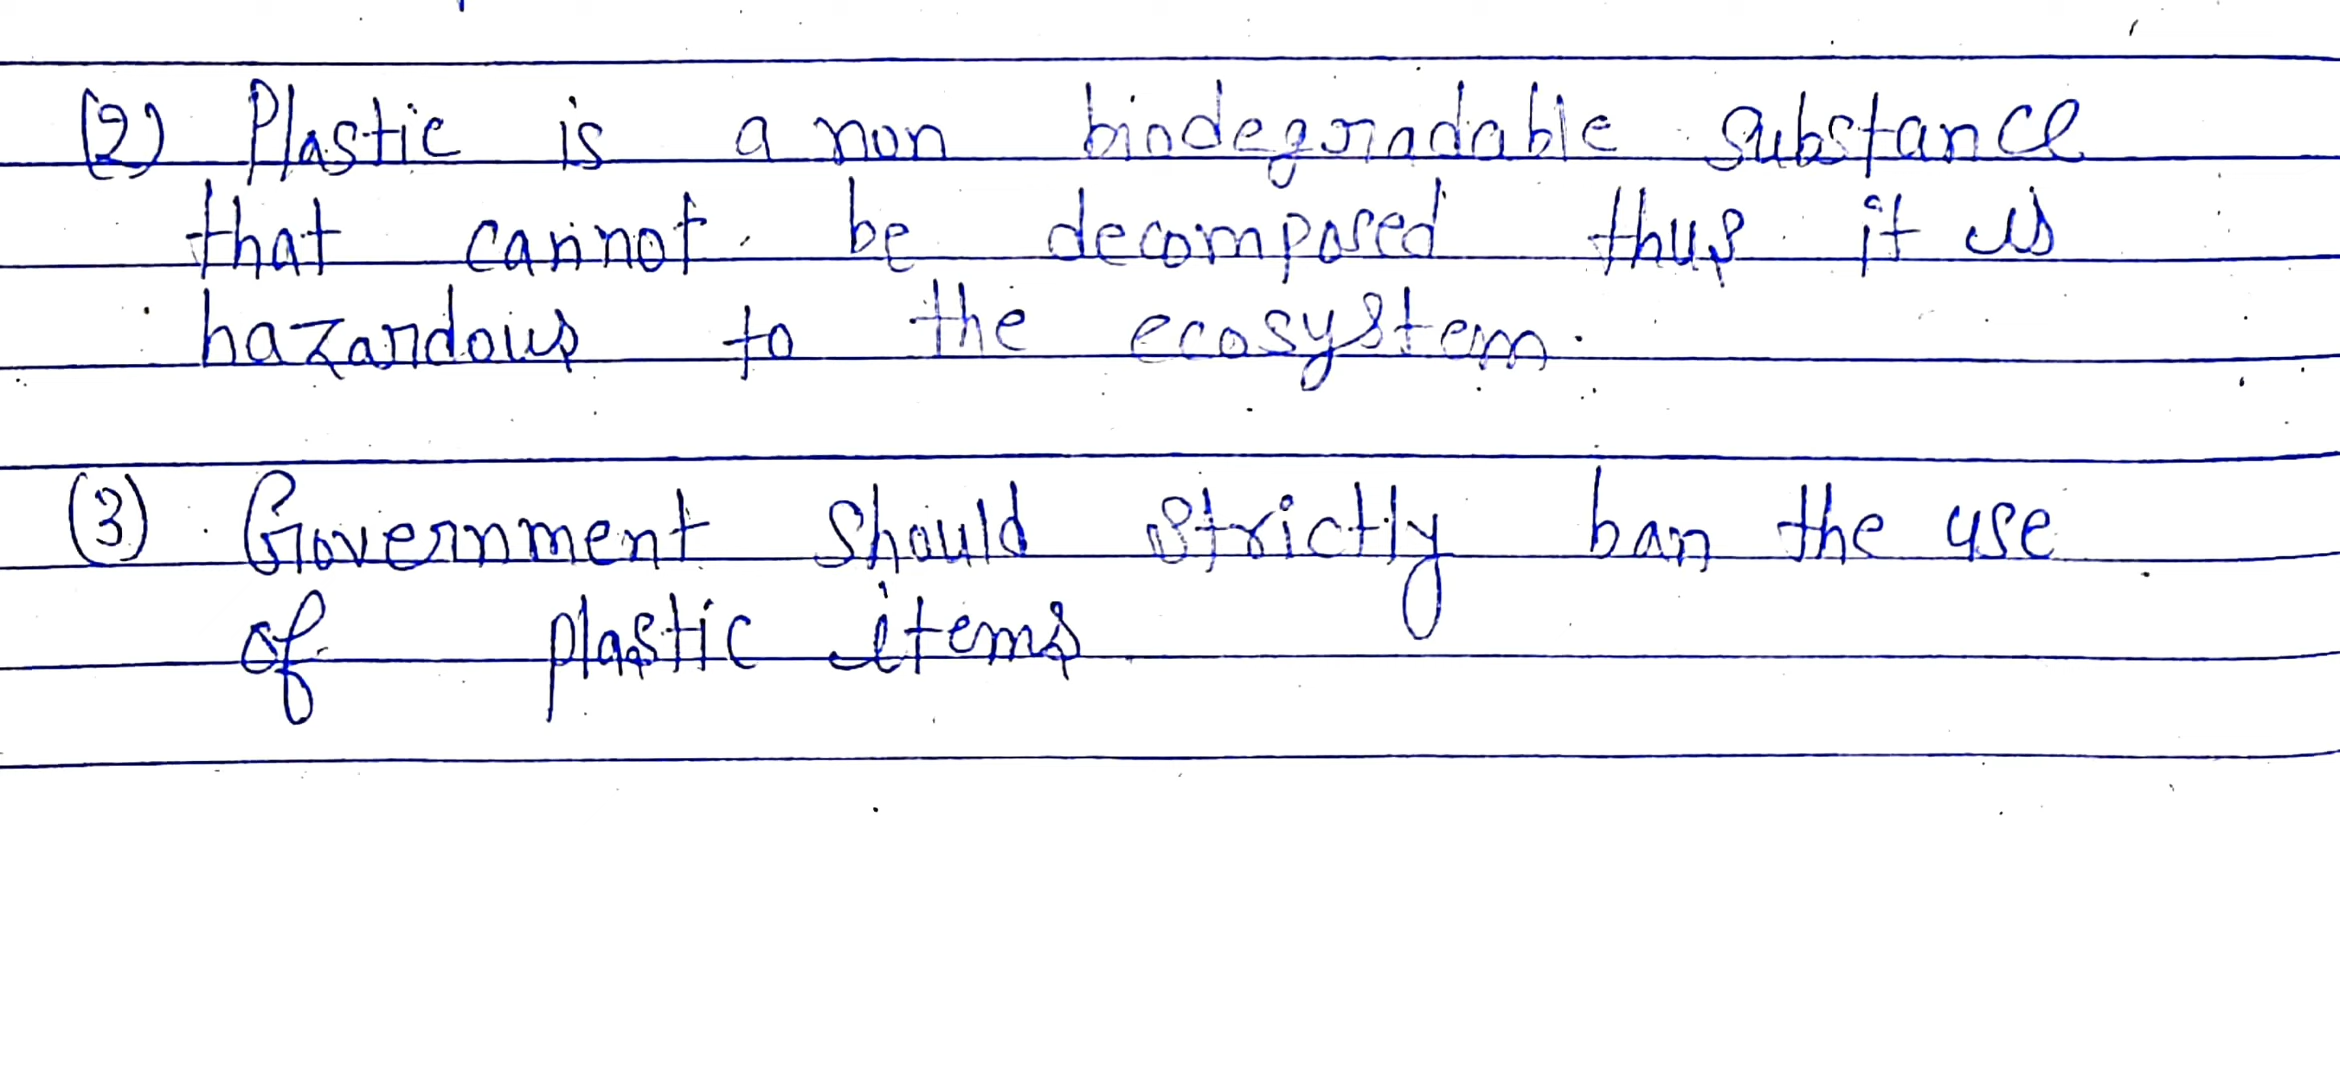 (2) Plastic is a non biodegradable substance
that cannot be decomposed thus it is
hazardous to the ecosystem.
(3) Government should strictly ban the use
of plastic items